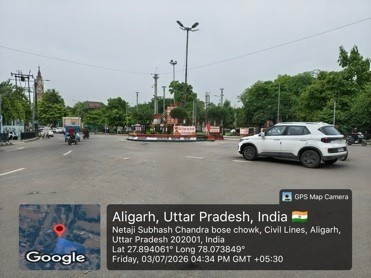 GPS Map Camera
Aligarh, Uttar Pradesh, India
Netaji Subhash Chandra bose chowk, Civil Lines, Aligarh,
Uttar Pradesh 202001, India
Lat 27.894061° Long 78.073849°
Friday, 03/07/2026 04:34 PM GMT +05:30
Google